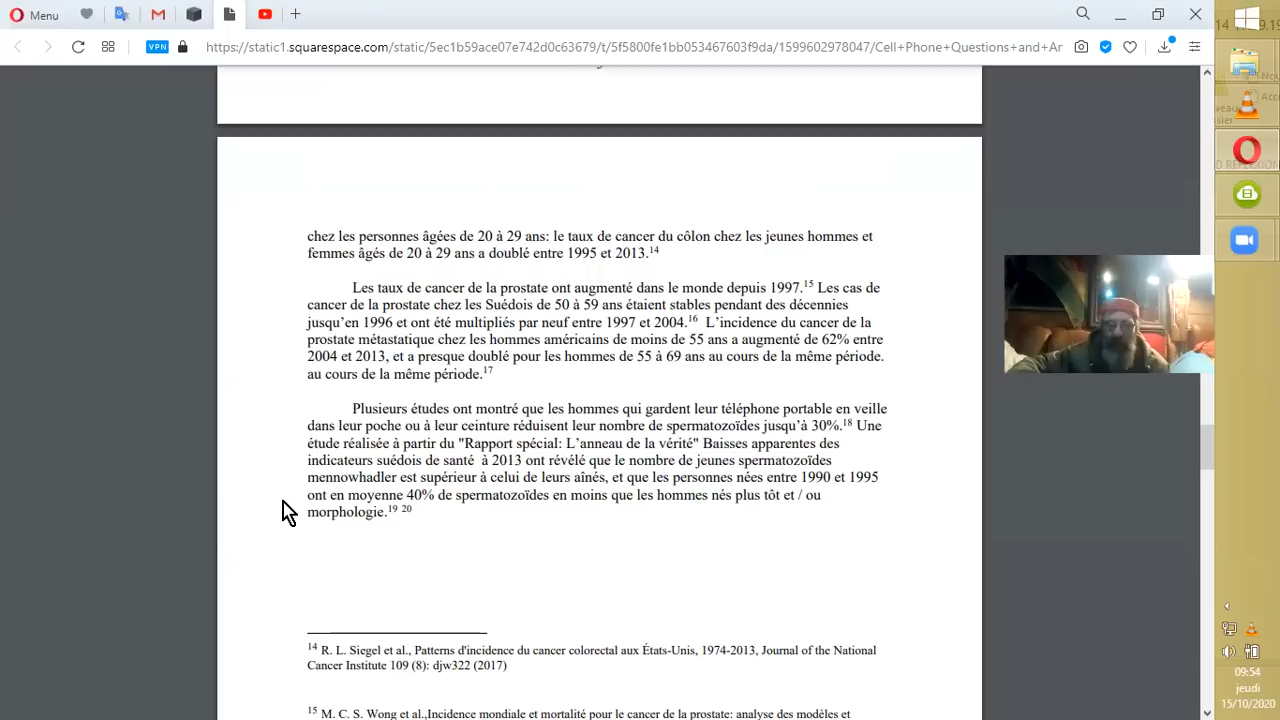 Menu
VPN
https://static1.squarespace.com/static/5ec1b59ace8b7e742d0c63679/t/5f5800fe1bb053467603f9da/1599602970047/Cell+Phone+Questions+and+Ar
chez les personnes âgées de 20 à 29 ans: le taux de cancer du côlon chez les jeunes hommes et
femmes âgés de 20 à 29 ans a doublé entre 1995 et 2013.14
Les taux de cancer de la prostate ont augmenté dans le monde depuis 1997.15 Les cas de
cancer de la prostate chez les Suédois de 50 à 59 ans étaient stables pendant des décennies
jusqu'en 1996 et ont été multipliés par neuf entre 1997 et 2004.16 L'incidence du cancer de la
prostate métastatique chez les hommes américains de moins de 55 ans a augmenté de 62% entre
2004 et 2013, et a presque doublé pour les hommes de 55 à 69 ans au cours de la même période.
au cours de la même période.17
Plusieurs études ont montré que les hommes qui gardent leur téléphone portable en veille
dans leur poche ou à leur ceinture réduisent leur nombre de spermatozoïdes jusqu'à 30%.18 Une
étude réalisée à partir du "Rapport spécial: L'anneau de la vérité" Baisses apparentes des
indicateurs suédois de santé à 2013 ont révélé que le nombre de jeunes spermatozoïdes
mennowhadler est supérieur à celui de leurs aînés, et que les personnes nées entre 1990 et 1995
ont en moyenne 40% de spermatozoïdes en moins que les hommes nés plus tôt et / ou
morphologie.19 20
14 R. L. Siegel et al., Patterns d'incidence du cancer colorectal aux États-Unis, 1974-2013, Journal of the National
Cancer Institute 109 (8): djw322 (2017)
15 M. C. S. Wong et al.,Incidence mondiale et mortalité pour le cancer de la prostate: analyse des modèles et
09:54
jeudi
15/10/2020